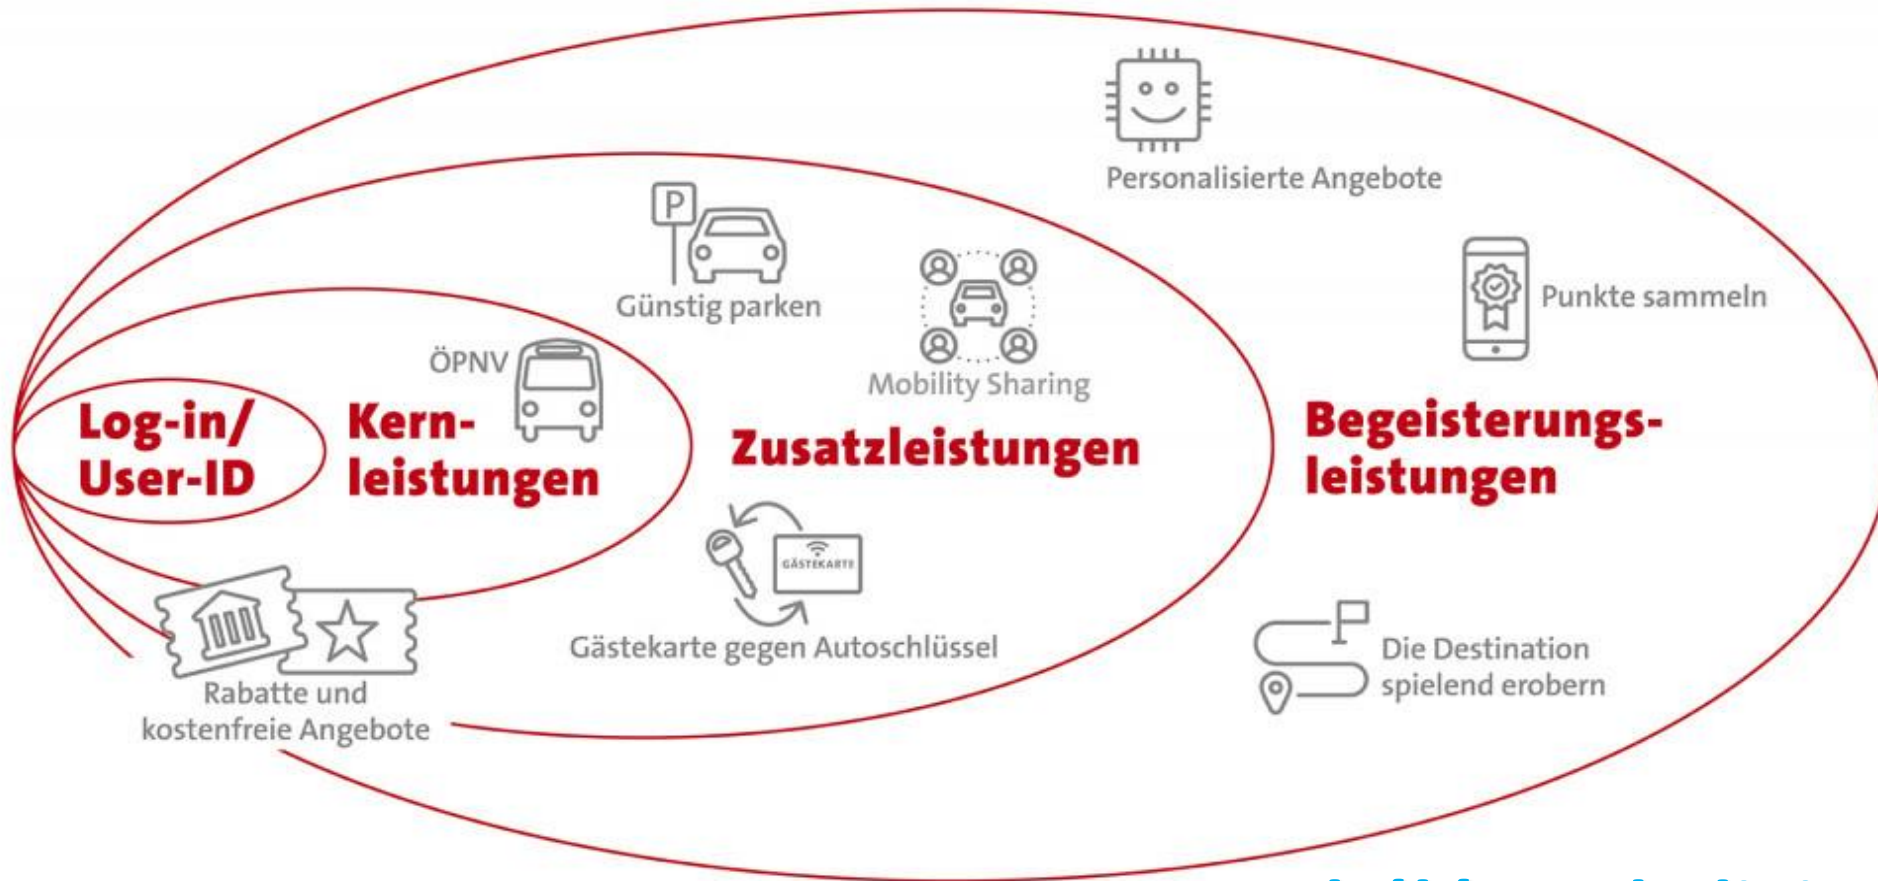 Personalisierte Angebote
P
Günstig parken
Punkte sammeln
ÖPNV
Mobility Sharing
Log-in/
User-ID
Kern-
leistungen
Zusatzleistungen
Begeisterungs-
leistungen
GÄSTEKARTE
Gästekarte gegen Autoschlüssel
Die Destination
spielend erobern
Rabatte und
kostenfreie Angebote